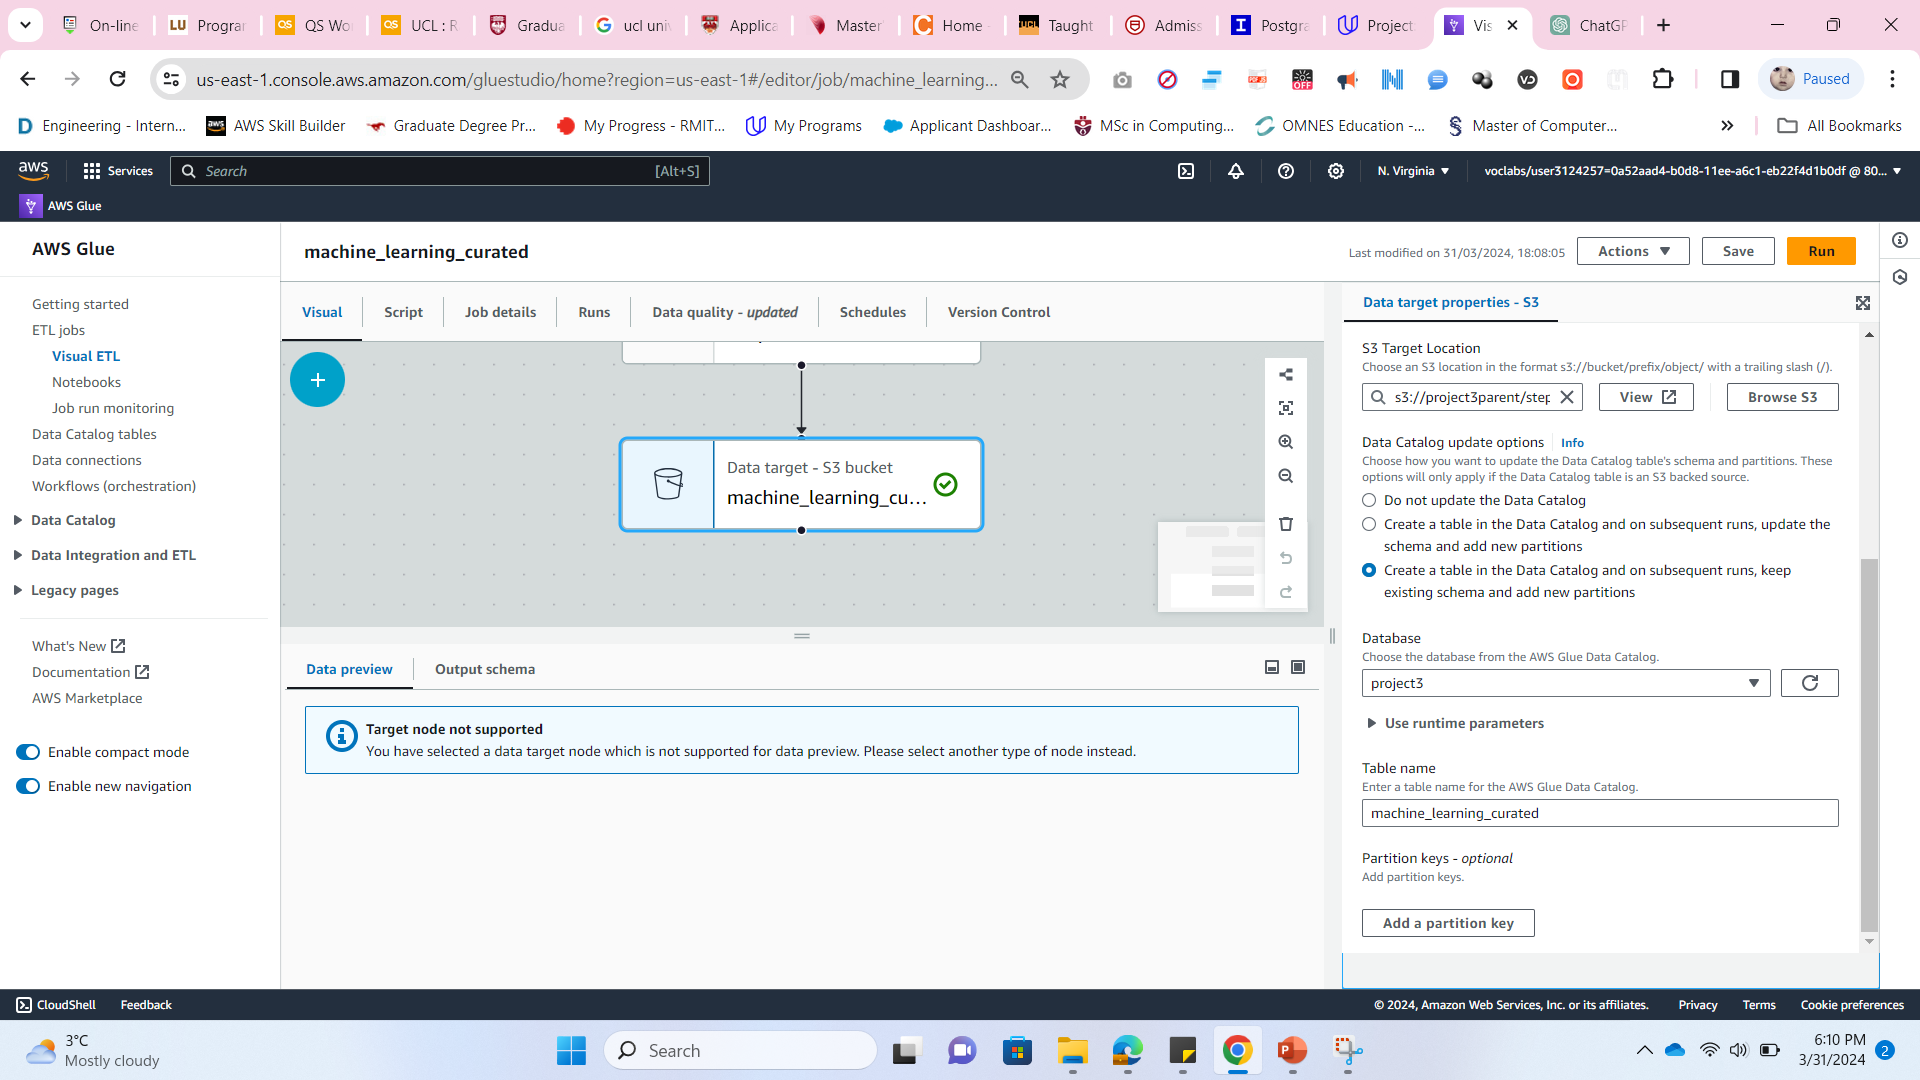 On-line
LU Progran
QS QS Wo
QS UCL : R
Gradua
ucl univ
Applica
Master
Home -
UCL Taught
Admiss
Postgra
Project
Vis
ChatGP
us-east-1.console.aws.amazon.com/gluestudio/home?region=us-east-1#/editor/job/machine_learning...
OFF
Paused
Engineering - Intern...
aws AWS Skill Builder
Graduate Degree Pr...
My Progress - RMIT...
My Programs
Applicant Dashboar...
MSc in Computing...
OMNES Education -...
Master of Computer...
All Bookmarks
aws
Services
Search
[Alt+S]
N. Virginia
voclabs/user3124257=0a52aad4-b0d8-11ee-a6c1-eb22f4d1b0df @ 80...
AWS Glue
AWS Glue
Getting started
ETL jobs
Visual ETL
Notebooks
Job run monitoring
Data Catalog tables
Data connections
Workflows (orchestration)
Data Catalog
Data Integration and ETL
Legacy pages
What's New
Documentation
AWS Marketplace
Enable compact mode
Enable new navigation
machine_learning_curated
Last modified on 31/03/2024, 18:08:05
Actions
Save
Run
Visual
Script
Job details
Runs
Data quality - updated
Schedules
Version Control
Data target - S3 bucket
machine_learning_cu...
Data preview
Output schema
Target node not supported
You have selected a data target node which is not supported for data preview. Please select another type of node instead.
Data target properties - S3
S3 Target Location
Choose an S3 location in the format s3://bucket/prefix/object/ with a trailing slash (/).
s3://project3parent/step
View
Browse S3
Data Catalog update options
Info
Choose how you want to update the Data Catalog table's schema and partitions. These
options will only apply if the Data Catalog table is an S3 backed source.
Do not update the Data Catalog
Create a table in the Data Catalog and on subsequent runs, update the
schema and add new partitions
Create a table in the Data Catalog and on subsequent runs, keep
existing schema and add new partitions
Database
Choose the database from the AWS Glue Data Catalog.
project3
Use runtime parameters
Table name
Enter a table name for the AWS Glue Data Catalog.
machine_learning_curated
Partition keys - optional
Add partition keys.
Add a partition key
CloudShell
Feedback
© 2024, Amazon Web Services, Inc. or its affiliates.
Privacy
Terms
Cookie preferences
3°C
Mostly cloudy
Search
6:10 PM
3/31/2024
2